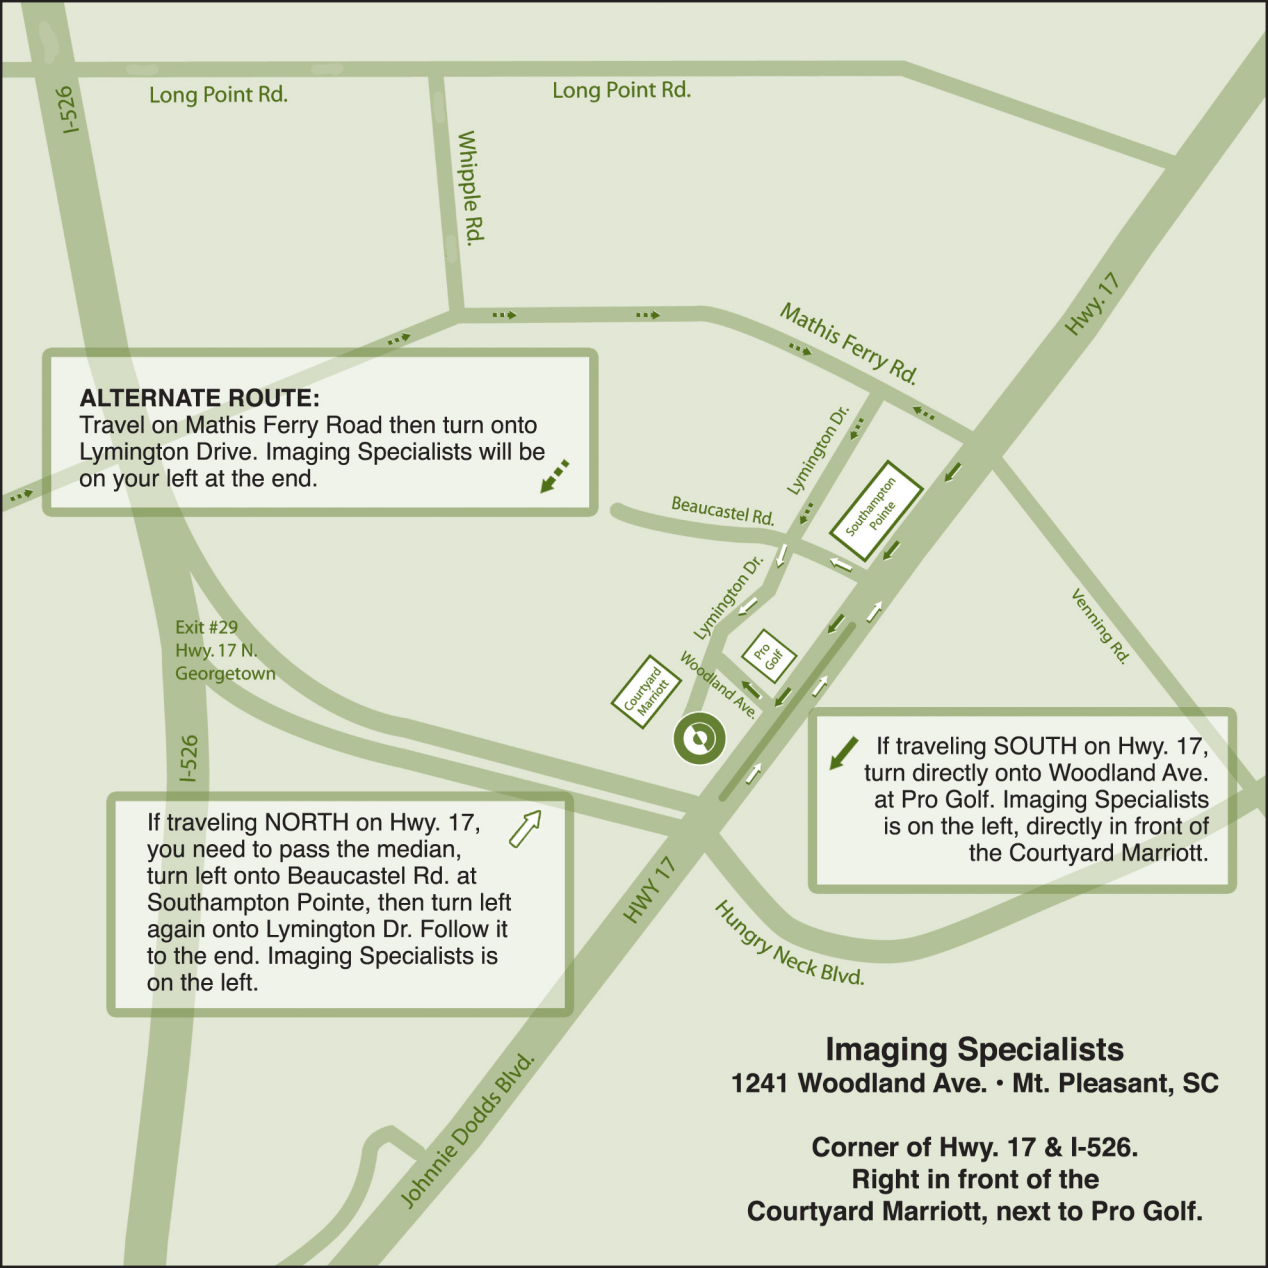 I-526
Long Point Rd.
Long Point Rd.
Whipple Rd.
Hwy. 17
Mathis Ferry Rd.
ALTERNATE ROUTE:
Travel on Mathis Ferry Road then turn onto
Lymington Drive. Imaging Specialists will be
on your left at the end.
Lymington Dr.
Southampton
Pointe
Beaucastel Rd.
Lymington Dr.
Venning Rd.
Exit #29
Hwy. 17 N.
Georgetown
Pro
Golf
Woodland Ave.
Courtyard
Marriott
I-526
If traveling SOUTH on Hwy. 17,
turn directly onto Woodland Ave.
at Pro Golf. Imaging Specialists
is on the left, directly in front of
the Courtyard Marriott.
If traveling NORTH on Hwy. 17,
you need to pass the median,
turn left onto Beaucastel Rd. at
Southampton Pointe, then turn left
again onto Lymington Dr. Follow it
to the end. Imaging Specialists is
on the left.
HWY 17
Hungry Neck Blvd.
Johnnie Dodds Blvd.
Imaging Specialists
1241 Woodland Ave. • Mt. Pleasant, SC
Corner of Hwy. 17 & I-526.
Right in front of the
Courtyard Marriott, next to Pro Golf.